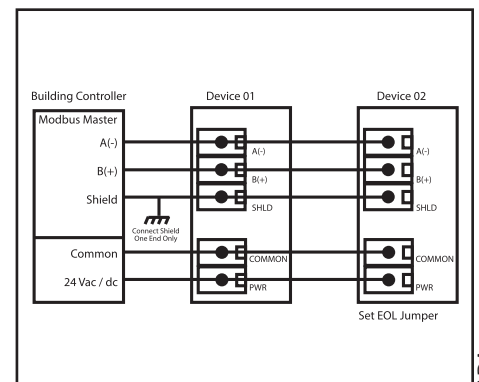 Building Controller
Device 01
Device 02
Modbus Master
A(-)
B(+)
Shield
Connect Shield
One End Only
Common
24 Vac / dc
A(-)
B(+)
SHLD
COMMON
PWR
A(-)
B(+)
SHLD
COMMON
PWR
Set EOL Jumper